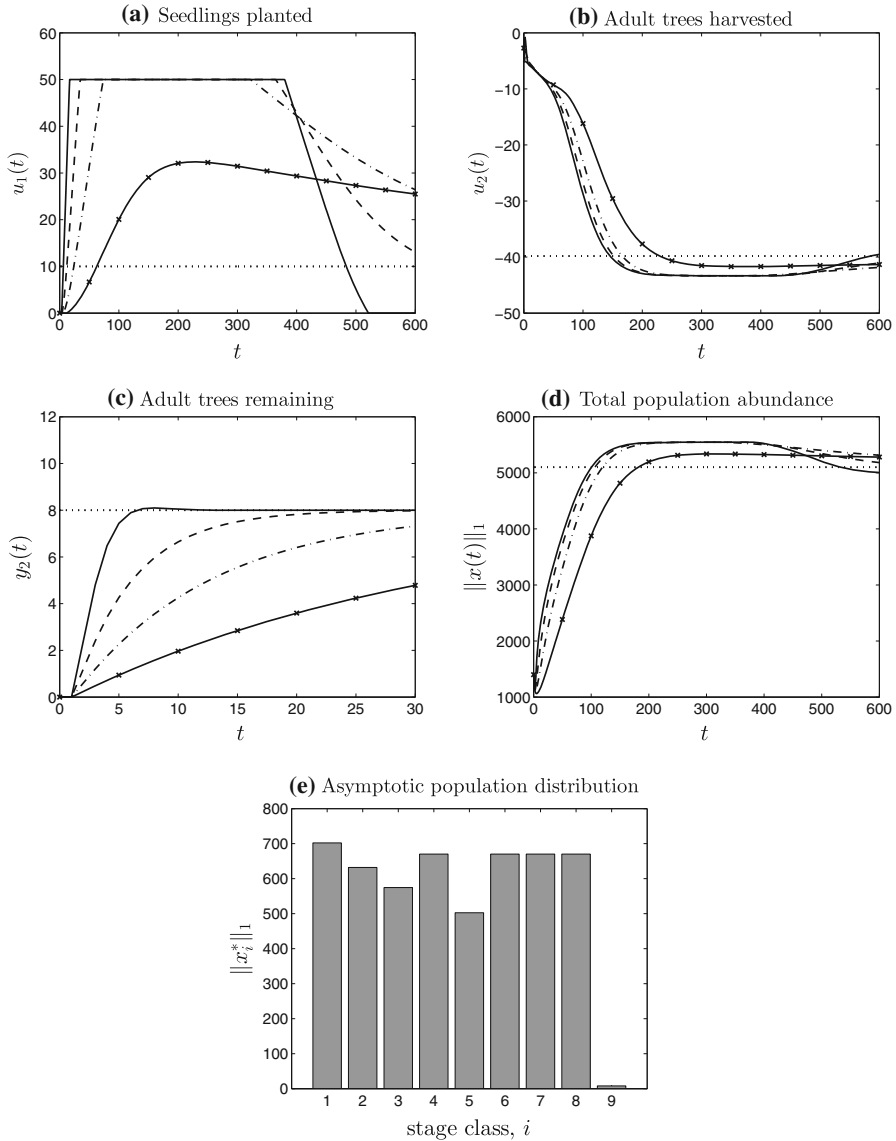 (a) Seedlings planted
60
50
40
30
20
10
0
u₁(t)
0 100 200 300 400 500 600
t
(b) Adult trees harvested
0
−10
−20
−30
−40
−50
u₂(t)
0 100 200 300 400 500 600
t
(c) Adult trees remaining
12
10
8
6
4
2
0
y₂(t)
0 5 10 15 20 25 30
t
(d) Total population abundance
6000
5000
4000
3000
2000
1000
‖x(t)‖₁
0 100 200 300 400 500 600
t
(e) Asymptotic population distribution
800
700
600
500
400
300
200
100
0
‖xᵢ*‖₁
1 2 3 4 5 6 7 8 9
stage class, i